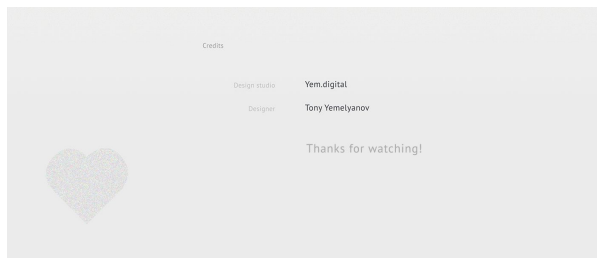 Credits
Design studio Yem.digital
Designer Tony Yemelyanov
Thanks for watching!